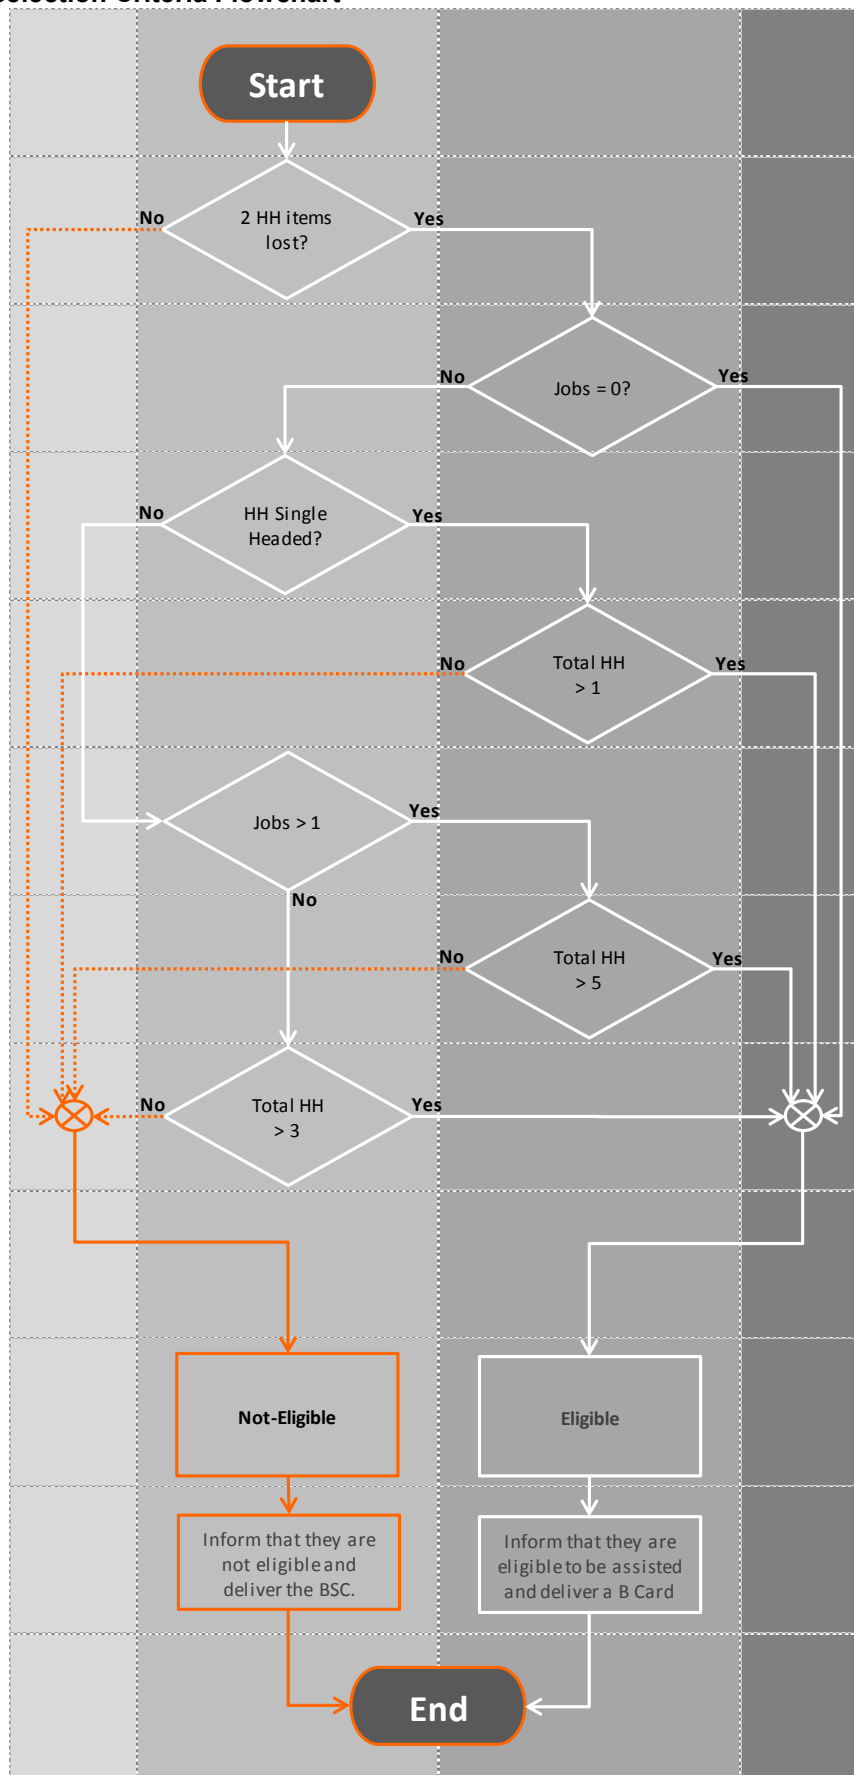 Selection Criteria Flowchart
Start
No
2 HH items
lost?
Yes
No
Jobs = 0?
Yes
No
HH Single
Headed?
Yes
No
Total HH
> 1
Yes
Jobs > 1
Yes
No
No
Total HH
> 5
Yes
No
Total HH
> 3
Yes
Not-Eligible
Eligible
Inform that they are
not eligible and
deliver the BSC.
Inform that they are
eligible to be assisted
and deliver a B Card
End